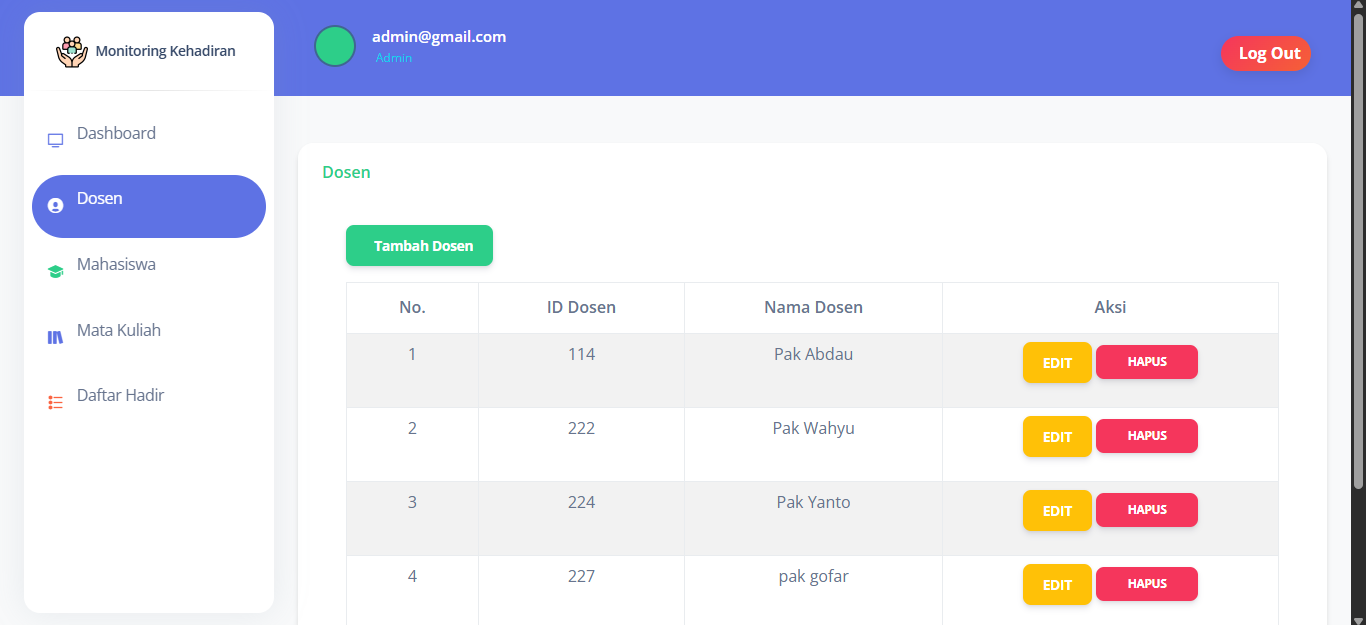 Monitoring Kehadiran
admin@gmail.com
Admin
Log Out
Dashboard
Dosen
Mahasiswa
Mata Kuliah
Daftar Hadir
Dosen
Tambah Dosen
No. ID Dosen Nama Dosen Aksi
1 114 Pak Abdau EDIT HAPUS
2 222 Pak Wahyu EDIT HAPUS
3 224 Pak Yanto EDIT HAPUS
4 227 pak gofar EDIT HAPUS